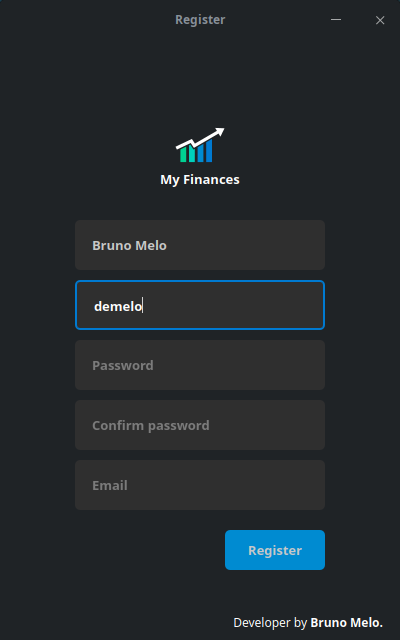 Register
My Finances
Bruno Melo
demelo
Password
Confirm password
Email
Register
Developer by Bruno Melo.